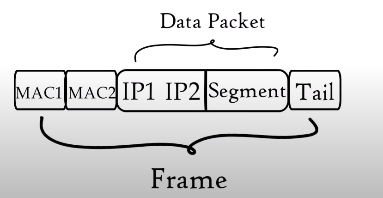 Data Packet
MAC1 MAC2 IP1 IP2 Segment Tail
Frame